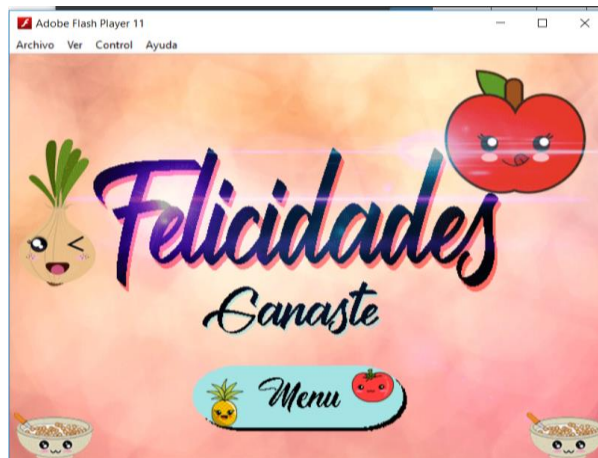 Adobe Flash Player 11
Archivo Ver Control Ayuda
Felicidades
Ganaste
Menu